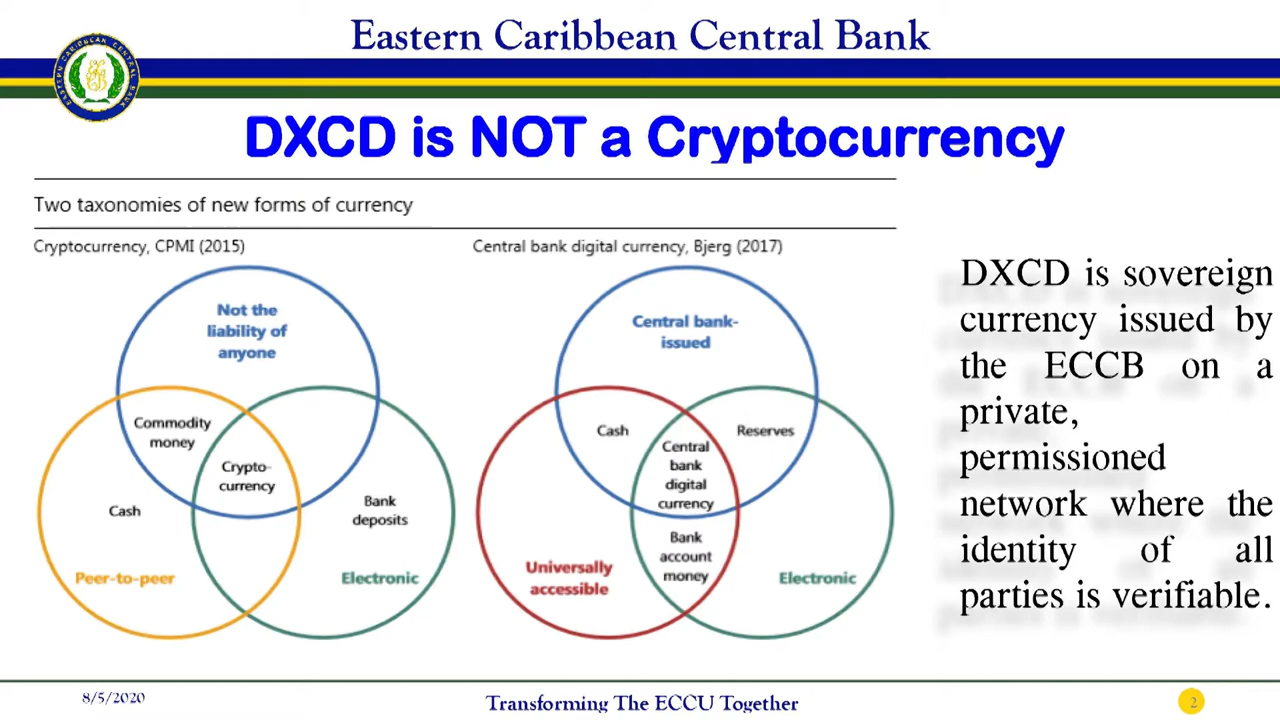 Eastern Caribbean Central Bank
EASTERN CARIBBEAN CENTRAL BANK
DXCD is NOT a Cryptocurrency
Two taxonomies of new forms of currency
Cryptocurrency, CPMI (2015)
Not the
liability of
anyone
Commodity
money
Crypto-
currency
Cash
Bank
deposits
Peer-to-peer
Electronic
Central bank digital currency, Bjerg (2017)
Central bank-
issued
Cash
Reserves
Central
bank
digital
currency
Bank
account
money
Universally
accessible
Electronic
DXCD is sovereign
currency issued by
the ECCB on a
private,
permissioned
network where the
identity of all
parties is verifiable.
8/5/2020
Transforming The ECCU Together
2